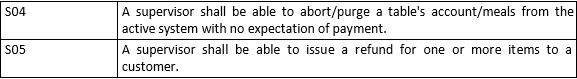 S04 A supervisor shall be able to abort/purge a table's account/meals from the
active system with no expectation of payment.
S05 A supervisor shall be able to issue a refund for one or more items to a
customer.